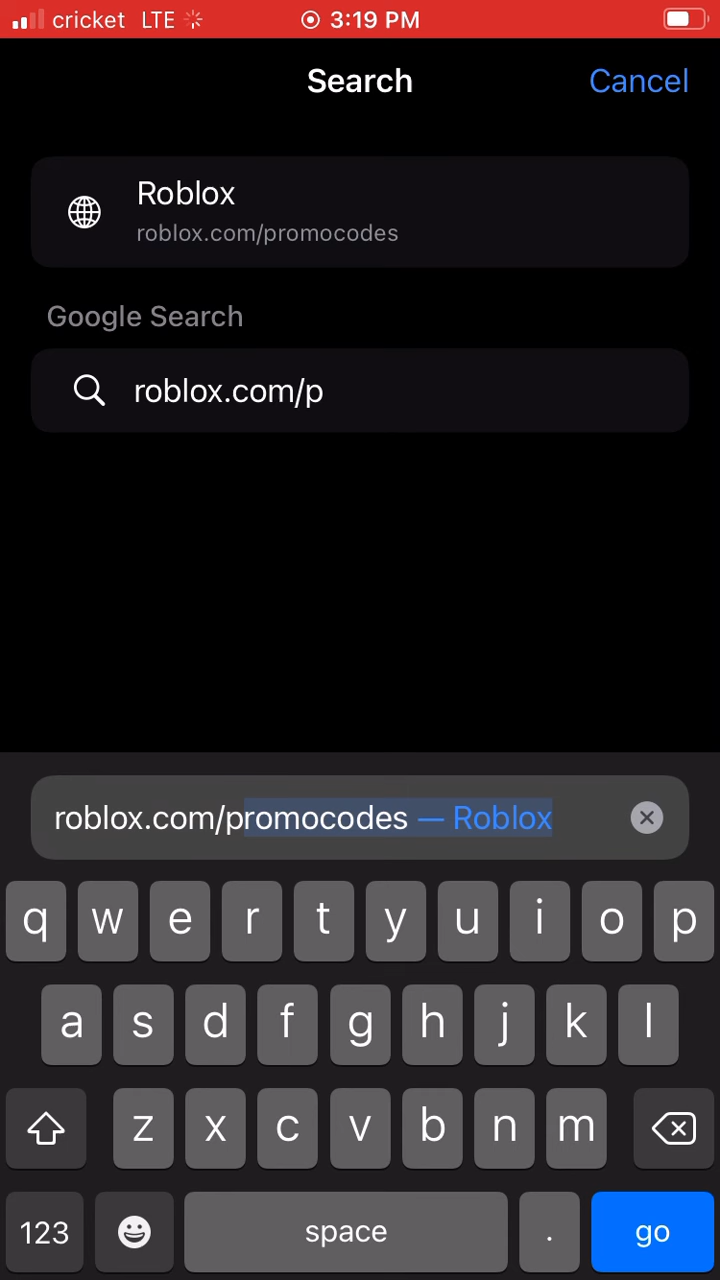 cricket LTE 3:19 PM
Search Cancel
Roblox
roblox.com/promocodes
Google Search
roblox.com/p
roblox.com/promocodes — Roblox
q w e r t y u i o p
a s d f g h j k l
z x c v b n m
123 space . go